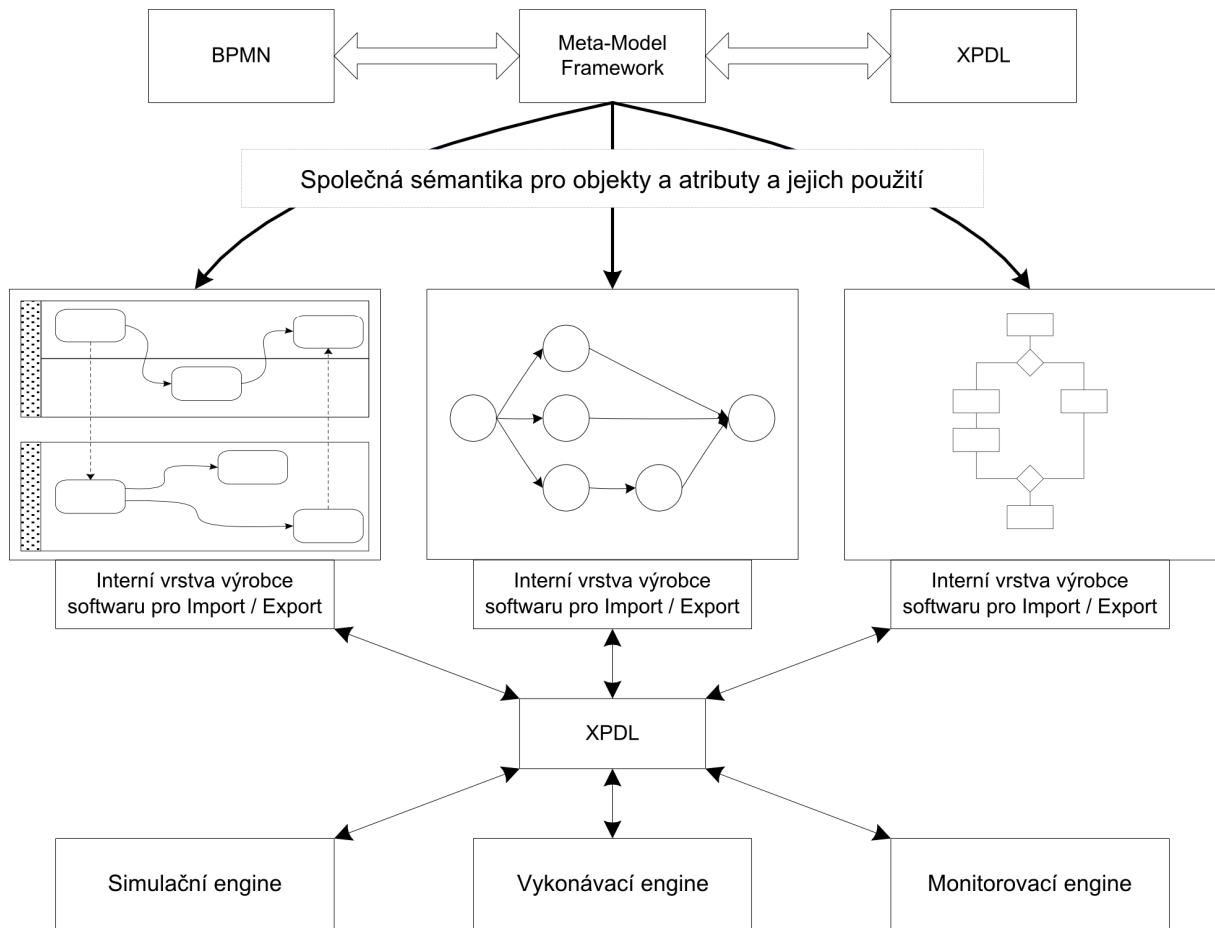 BPMN
Meta-Model
Framework
XPDL
Společná sémantika pro objekty a atributy a jejich použití
Interní vrstva výrobce
softwaru pro Import / Export
Interní vrstva výrobce
softwaru pro Import / Export
Interní vrstva výrobce
softwaru pro Import / Export
XPDL
Simulační engine
Vykonávací engine
Monitorovací engine